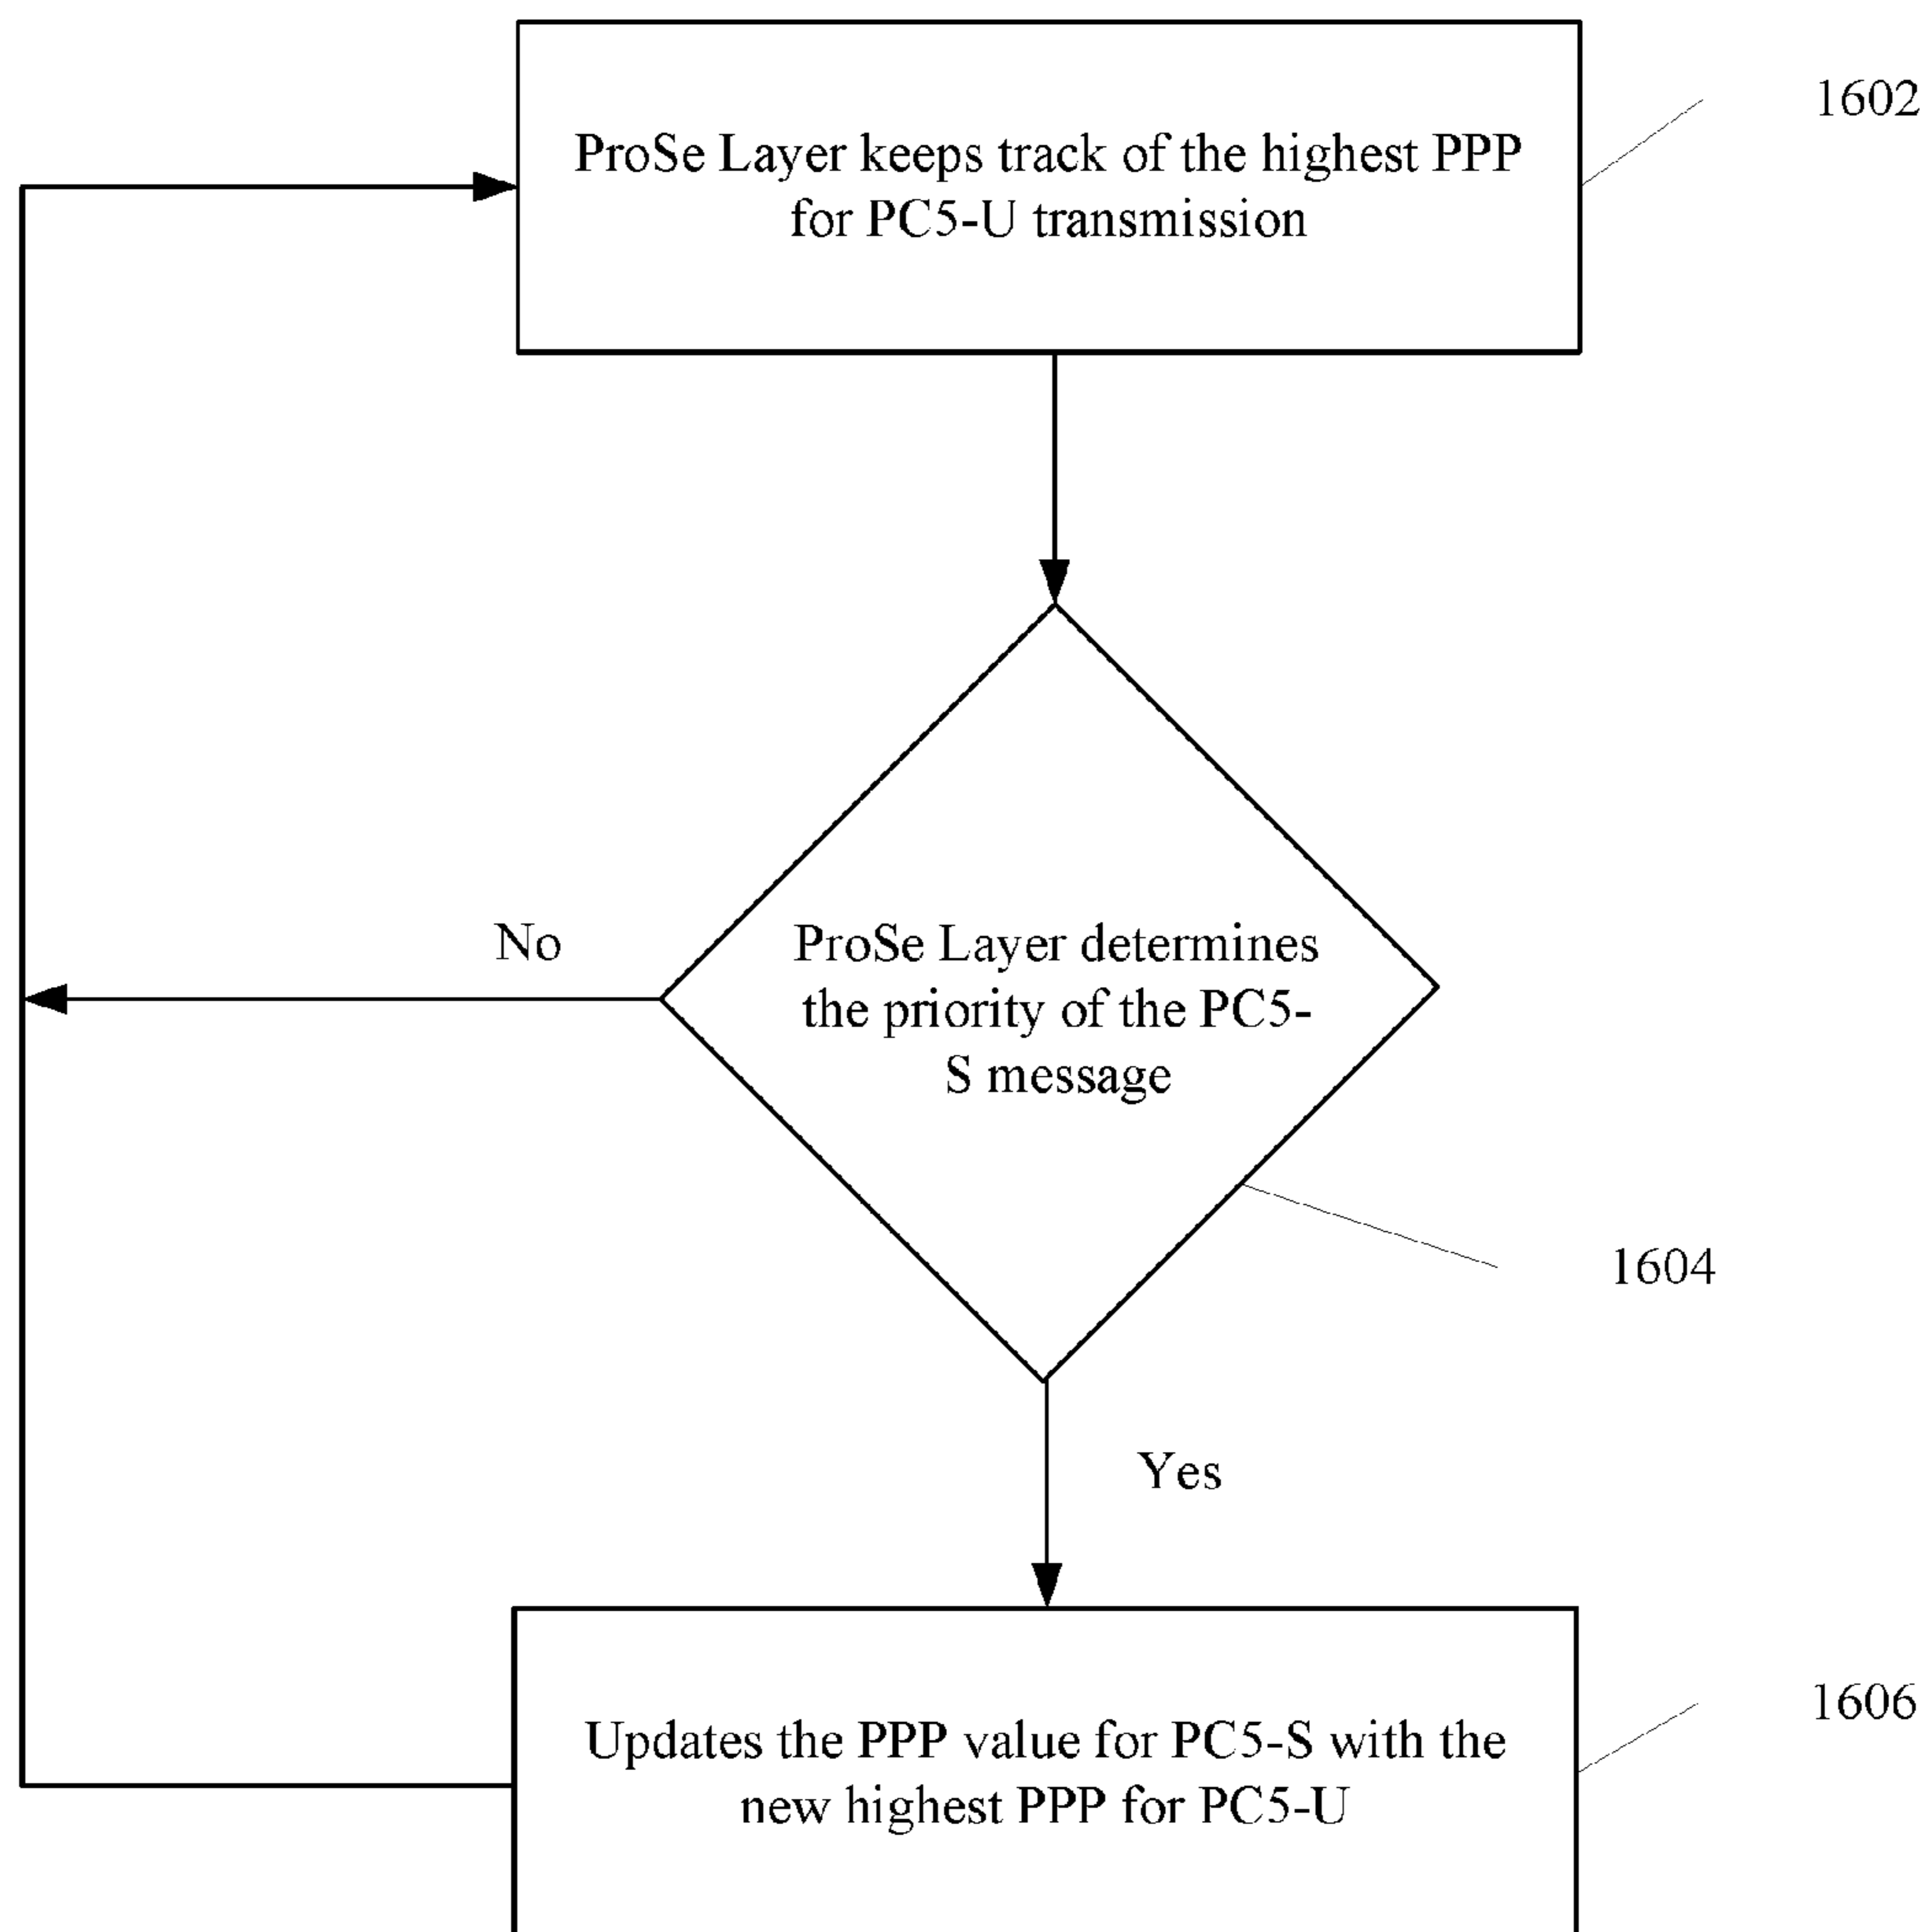 ProSe Layer keeps track of the highest PPP
for PC5-U transmission
1602
No
ProSe Layer determines
the priority of the PC5-
S message
1604
Yes
Updates the PPP value for PC5-S with the
new highest PPP for PC5-U
1606